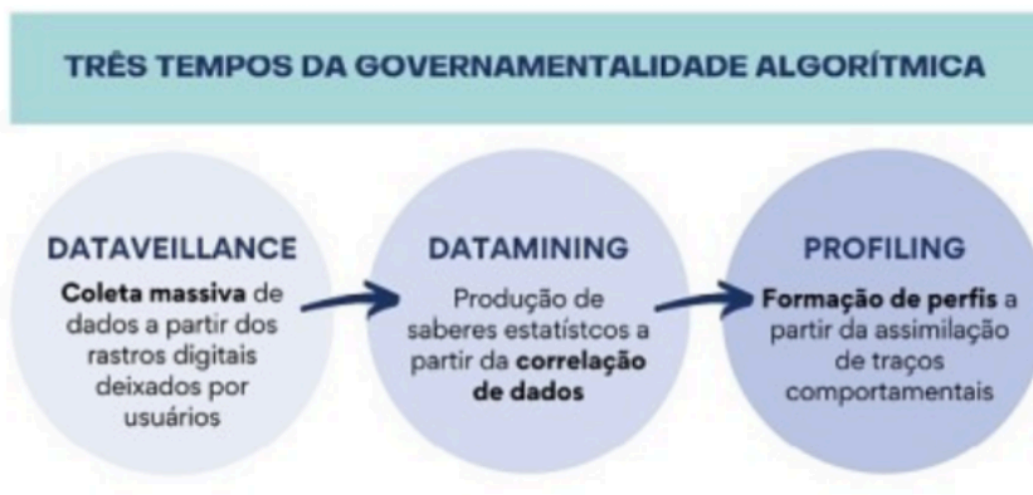 TRÊS TEMPOS DA GOVERNAMENTALIDADE ALGORÍTMICA
DATAVEILLANCE
Coleta massiva de
dados a partir dos
rastros digitais
deixados por
usuários
DATAMINING
Produção de
saberes estatístcos a
partir da correlação
de dados
PROFILING
Formação de perfis a
partir da assimilação
de traços
comportamentais